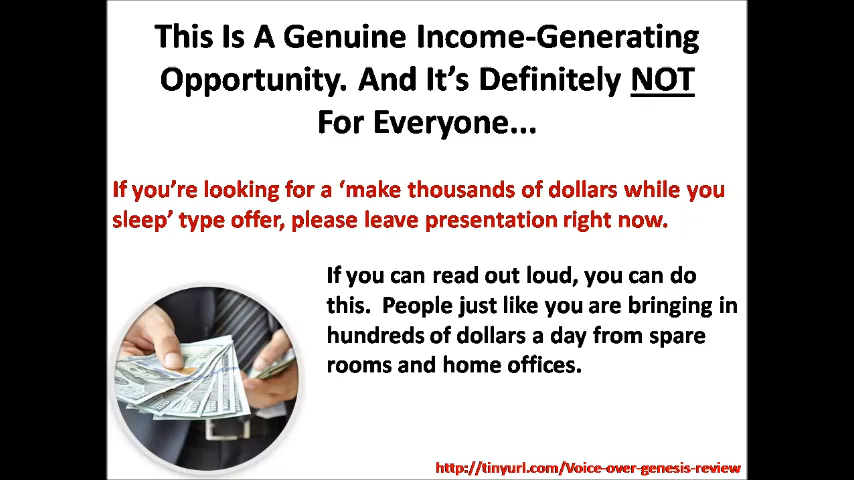 This Is A Genuine Income-Generating
Opportunity. And It's Definitely NOT
For Everyone...
If you're looking for a 'make thousands of dollars while you
sleep' type offer, please leave presentation right now.
If you can read out loud, you can do
this. People just like you are bringing in
hundreds of dollars a day from spare
rooms and home offices.
http://tinyurl.com/Voice-over-genesis-review